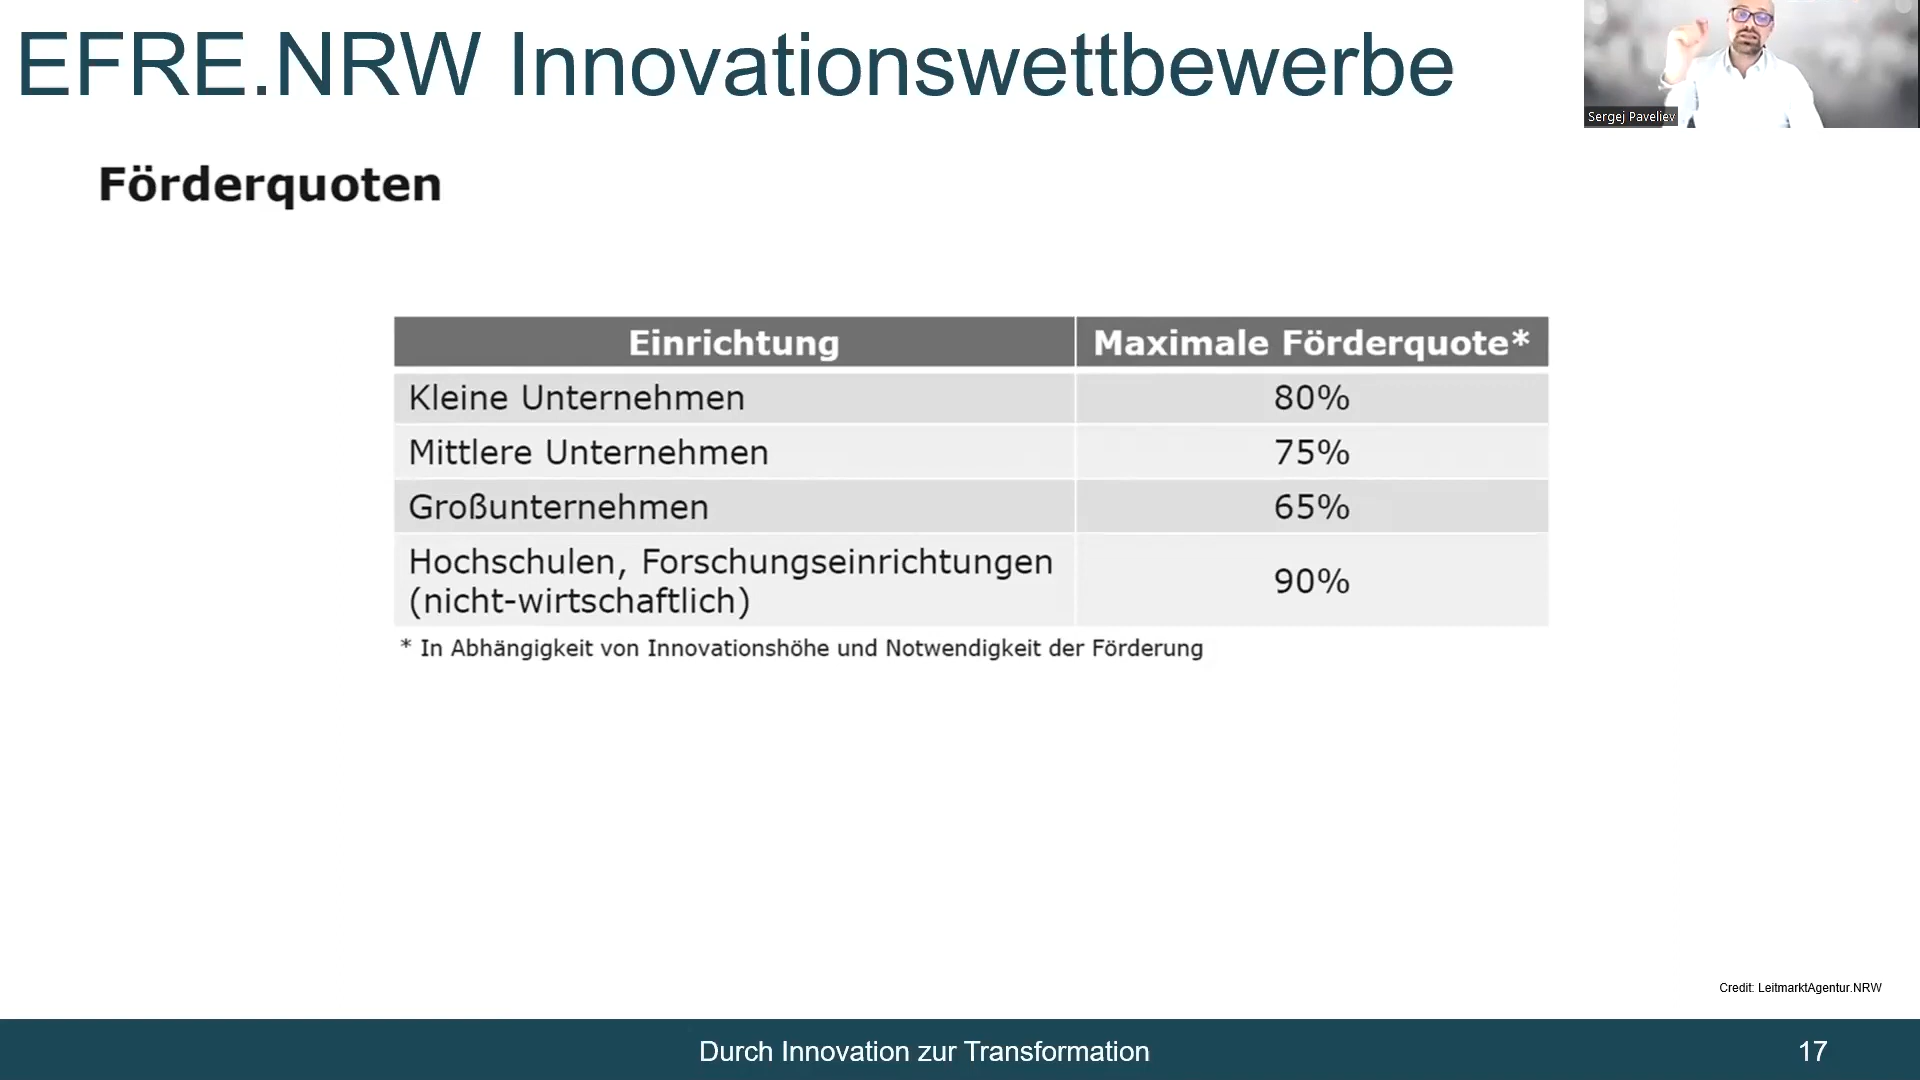 EFRE.NRW Innovationswettbewerbe
Sergej Paveliev
Förderquoten
Einrichtung Maximale Förderquote*
Kleine Unternehmen 80%
Mittlere Unternehmen 75%
Großunternehmen 65%
Hochschulen, Forschungseinrichtungen
(nicht-wirtschaftlich) 90%
* In Abhängigkeit von Innovationshöhe und Notwendigkeit der Förderung
Credit: LeitmarktAgentur.NRW
Durch Innovation zur Transformation 17